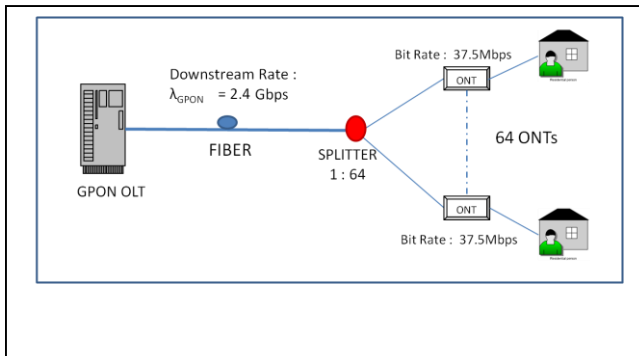 Bit Rate : 37.5Mbps
Downstream Rate :
λGPON = 2.4 Gbps
ONT
FIBER
SPLITTER
1 : 64
64 ONTs
GPON OLT
ONT
Bit Rate : 37.5Mbps